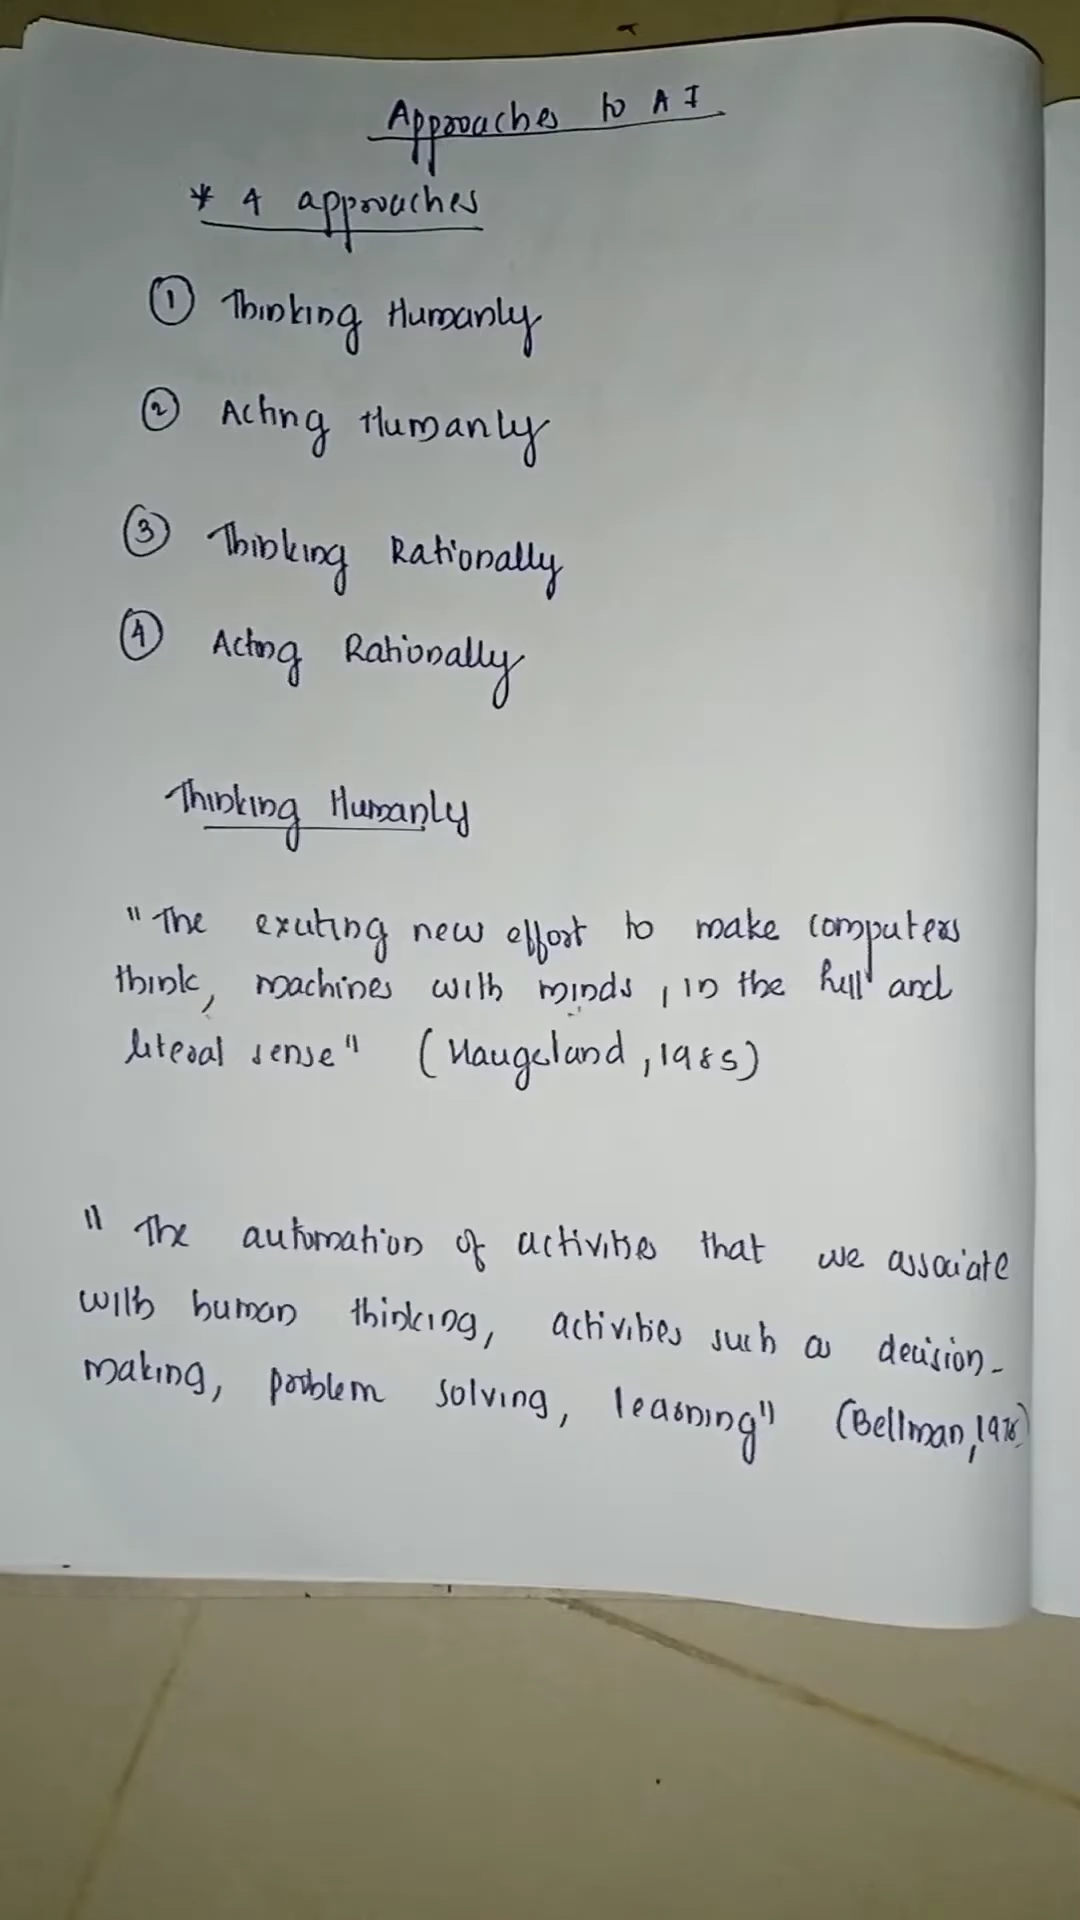 Approaches to AI
* 4 approaches
① Thinking Humanly
② Acting Humanly
③ Thinking Rationally
④ Acting Rationally
Thinking Humanly
"The exciting new effort to make computers
think, machines with minds, in the full and
literal sense" (Haugeland, 1985)
"The automation of activities that we associate
with human thinking, activities such as decision-
making, problem solving, learning" (Bellman, 1978)